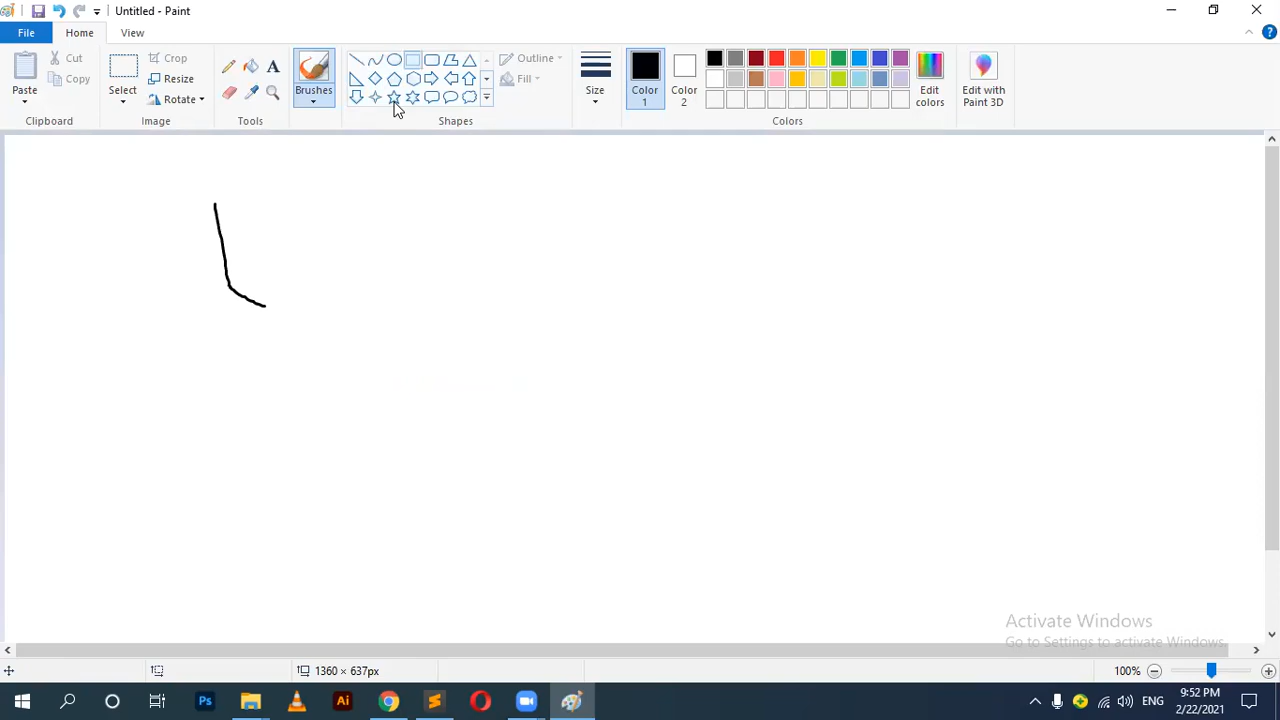 Untitled - Paint
File Home View
Paste
Cut
Copy
Clipboard
Select
Crop
Resize
Rotate
Image
A
Tools
Brushes
Outline
Fill
Shapes
Size
Color 1
Color 2
Edit colors
Colors
Edit with Paint 3D
Activate Windows
Go to Settings to activate Windows.
1360 × 637px
100%
Ps
Ai
ENG
9:52 PM
2/22/2021